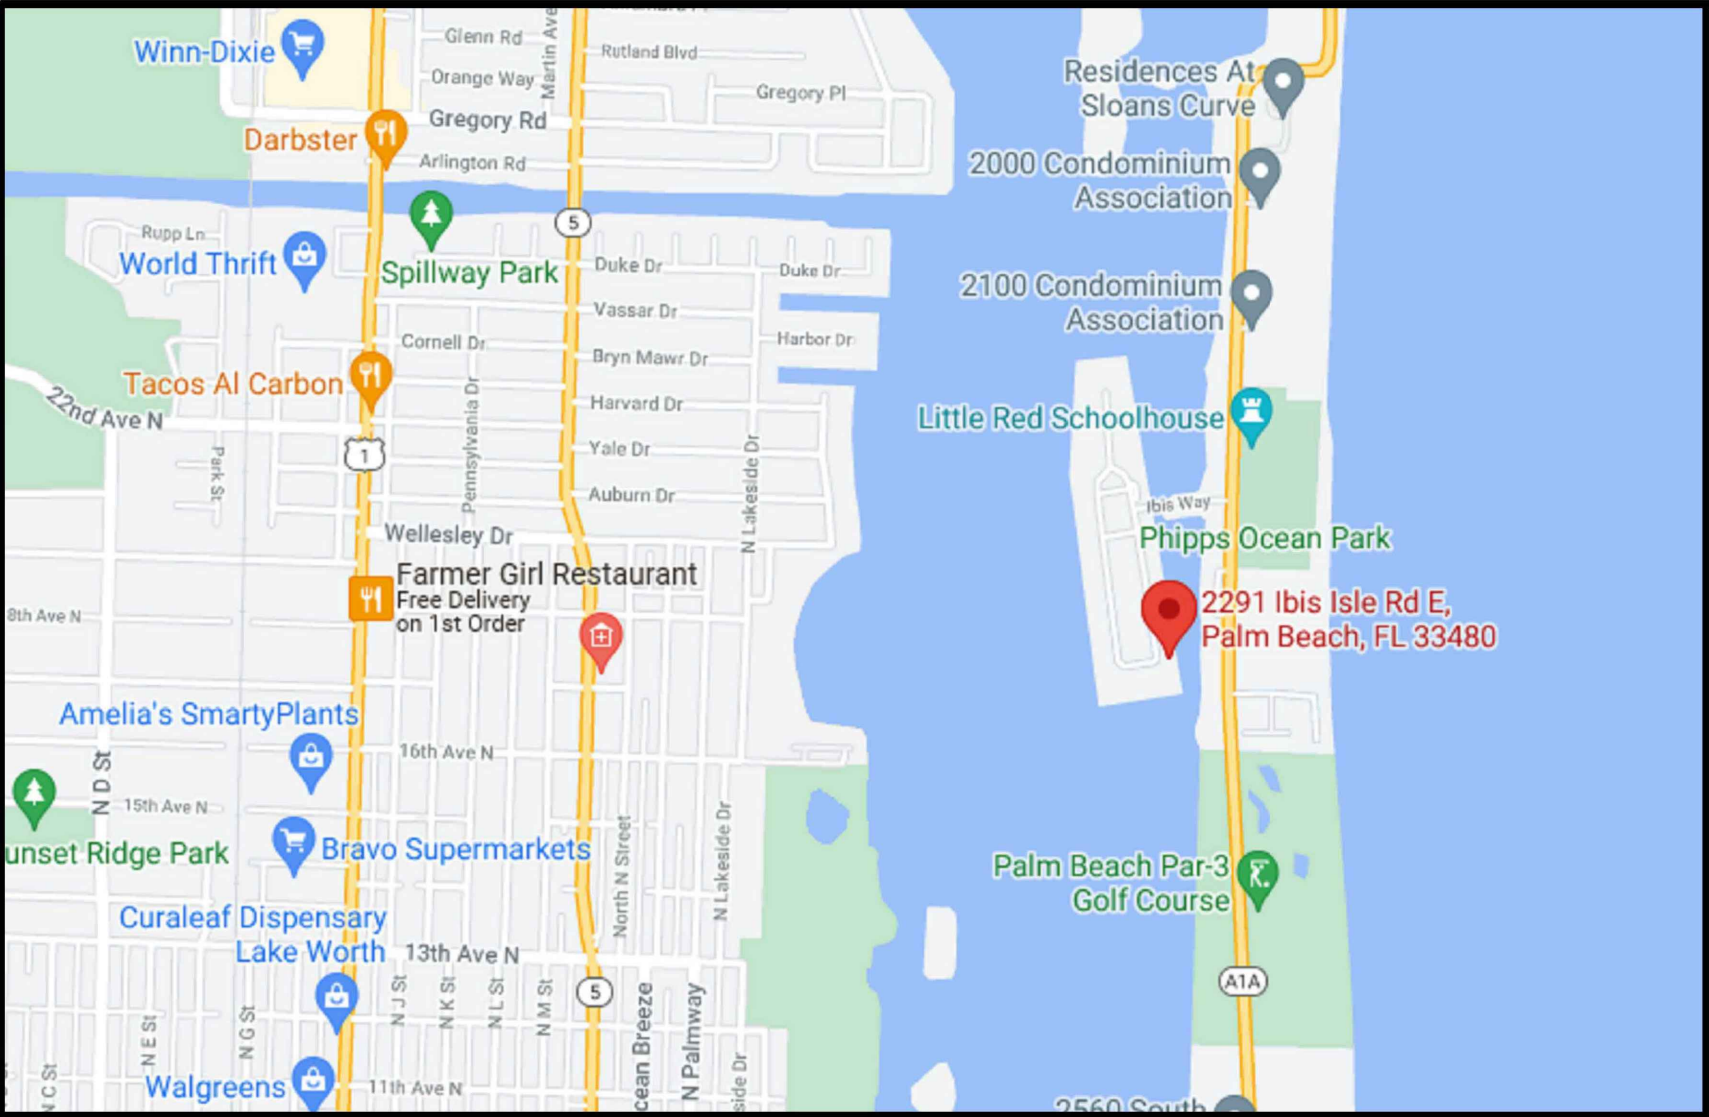 Winn-Dixie
Glenn Rd
Martin Ave
Rutland Blvd
Orange Way
Gregory Pl
Gregory Rd
Darbster
Arlington Rd
Residences At
Sloans Curve
2000 Condominium
Association
5
Rupp Ln
World Thrift
Spillway Park
Duke Dr
Duke Dr
Vassar Dr
2100 Condominium
Association
Cornell Dr
Harbor Dr
Bryn Mawr Dr
Tacos Al Carbon
22nd Ave N
Pennsylvania Dr
Harvard Dr
Little Red Schoolhouse
1
Park St
Yale Dr
N Lakeside Dr
Auburn Dr
Ibis Way
Wellesley Dr
Phipps Ocean Park
Farmer Girl Restaurant
Free Delivery
on 1st Order
8th Ave N
2291 Ibis Isle Rd E,
Palm Beach, FL 33480
Amelia's SmartyPlants
16th Ave N
N D St
15th Ave N
unset Ridge Park
Bravo Supermarkets
North N Street
N Lakeside Dr
Palm Beach Par-3
Golf Course
Curaleaf Dispensary
Lake Worth
13th Ave N
A1A
5
N J St
N K St
N L St
N M St
cean Breeze
N Palmway
N E St
N G St
N C St
side Dr
Walgreens
11th Ave N
2560 South